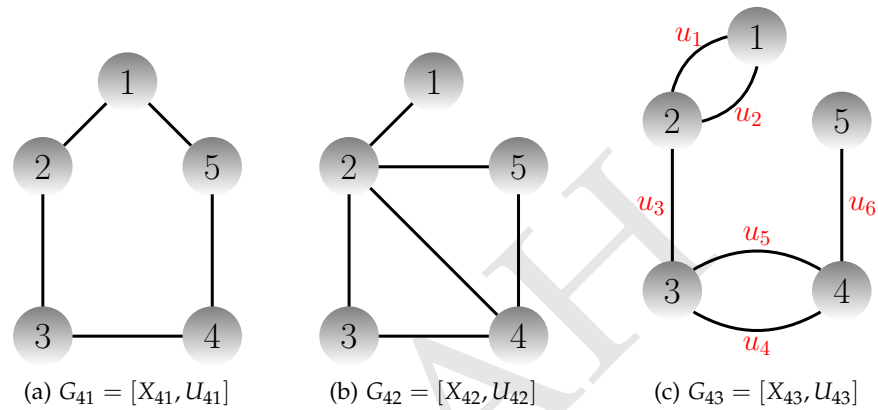 1
2
5
3
4
(a) G₄₁ = [X₄₁, U₄₁]
1
2
5
3
4
(b) G₄₂ = [X₄₂, U₄₂]
u₁
1
2
u₂
5
u₃
u₆
u₅
3
4
u₄
(c) G₄₃ = [X₄₃, U₄₃]
AH